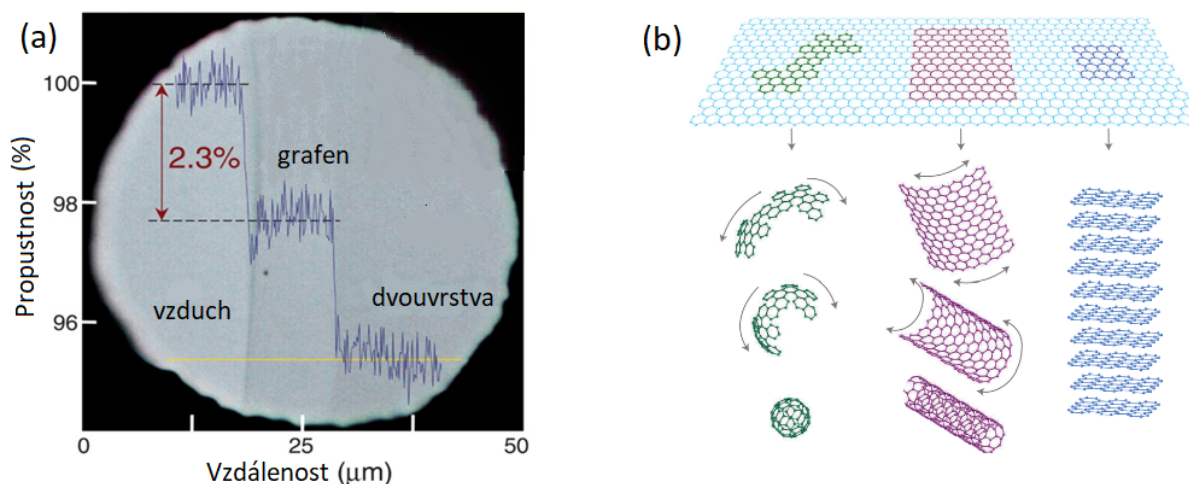 (a)
100
98
96
Propustnost (%)
2.3%
grafen
vzduch
dvouvrstva
0
25
50
Vzdálenost (μm)
(b)